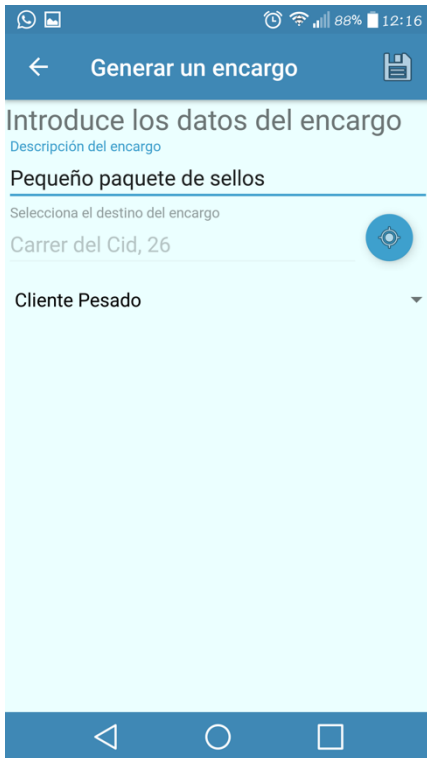 88% 12:16
Generar un encargo
Introduce los datos del encargo
Descripción del encargo
Pequeño paquete de sellos
Selecciona el destino del encargo
Carrer del Cid, 26
Cliente Pesado